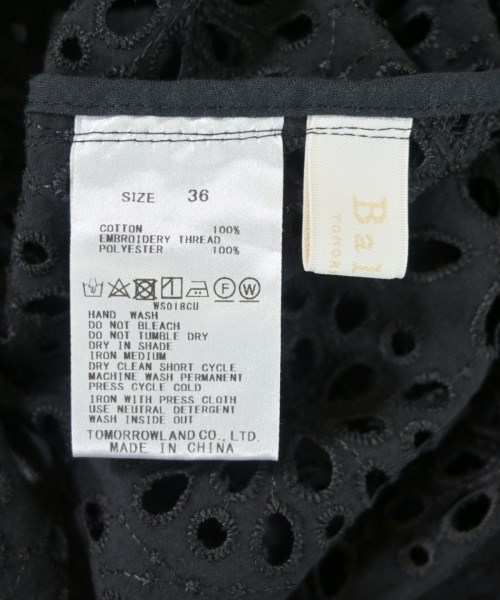 SIZE 36
COTTON 100%
EMBROIDERY THREAD
POLYESTER 100%
F W
WS018CU
HAND WASH
DO NOT BLEACH
DO NOT TUMBLE DRY
DRY IN SHADE
IRON MEDIUM
DRY CLEAN SHORT CYCLE
MACHINE WASH PERMANENT
PRESS CYCLE COLD
IRON WITH PRESS CLOTH
USE NEUTRAL DETERGENT
WASH INSIDE OUT
TOMORROWLAND CO., LTD.
MADE IN CHINA
Ba
TOMOR